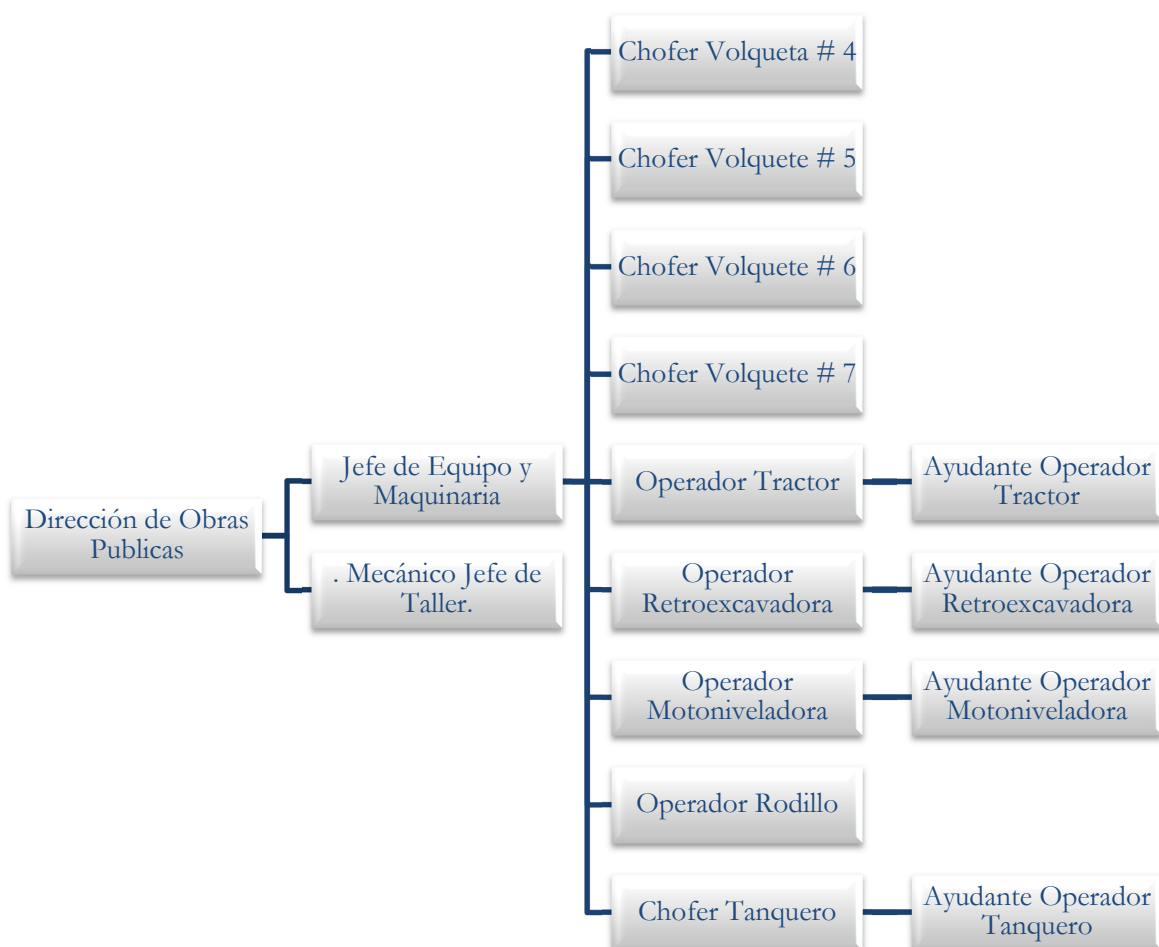 Chofer Volqueta # 4
Chofer Volquete # 5
Chofer Volquete # 6
Chofer Volquete # 7
Dirección de Obras
Publicas
Jefe de Equipo y
Maquinaria
. Mecánico Jefe de
Taller.
Operador Tractor
Ayudante Operador
Tractor
Operador
Retroexcavadora
Ayudante Operador
Retroexcavadora
Operador
Motoniveladora
Ayudante Operador
Motoniveladora
Operador Rodillo
Chofer Tanquero
Ayudante Operador
Tanquero